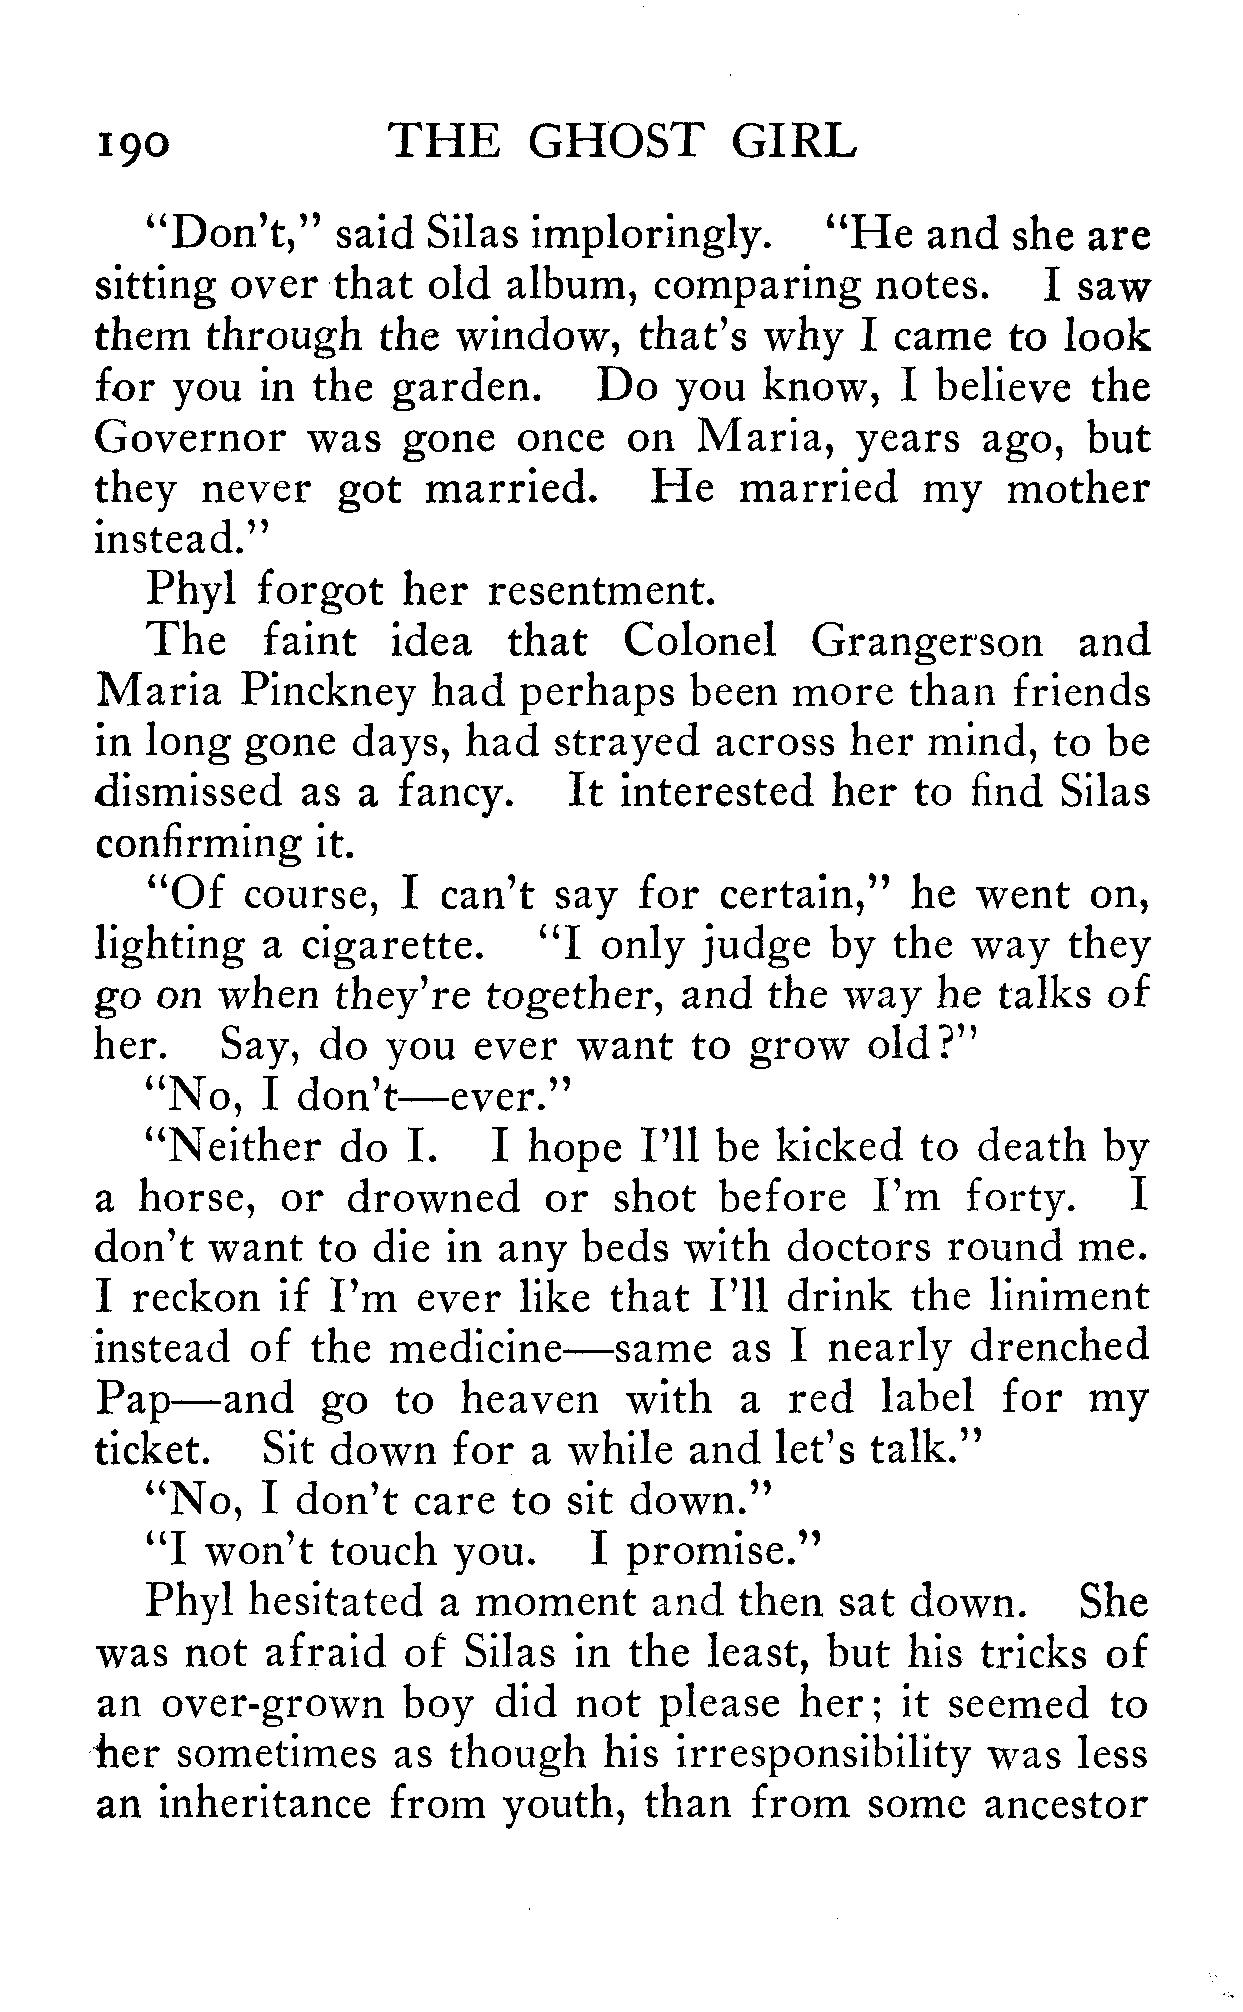 190 THE GHOST GIRL
"Don't," said Silas imploringly. "He and she are
sitting over that old album, comparing notes. I saw
them through the window, that's why I came to look
for you in the garden. Do you know, I believe the
Governor was gone once on Maria, years ago, but
they never got married. He married my mother
instead."
Phyl forgot her resentment.
The faint idea that Colonel Grangerson and
Maria Pinckney had perhaps been more than friends
in long gone days, had strayed across her mind, to be
dismissed as a fancy. It interested her to find Silas
confirming it.
"Of course, I can't say for certain," he went on,
lighting a cigarette. "I only judge by the way they
go on when they're together, and the way he talks of
her. Say, do you ever want to grow old?"
"No, I don't—ever."
"Neither do I. I hope I'll be kicked to death by
a horse, or drowned or shot before I'm forty. I
don't want to die in any beds with doctors round me.
I reckon if I'm ever like that I'll drink the liniment
instead of the medicine—same as I nearly drenched
Pap—and go to heaven with a red label for my
ticket. Sit down for a while and let's talk."
"No, I don't care to sit down."
"I won't touch you. I promise."
Phyl hesitated a moment and then sat down. She
was not afraid of Silas in the least, but his tricks of
an over-grown boy did not please her; it seemed to
her sometimes as though his irresponsibility was less
an inheritance from youth, than from some ancestor